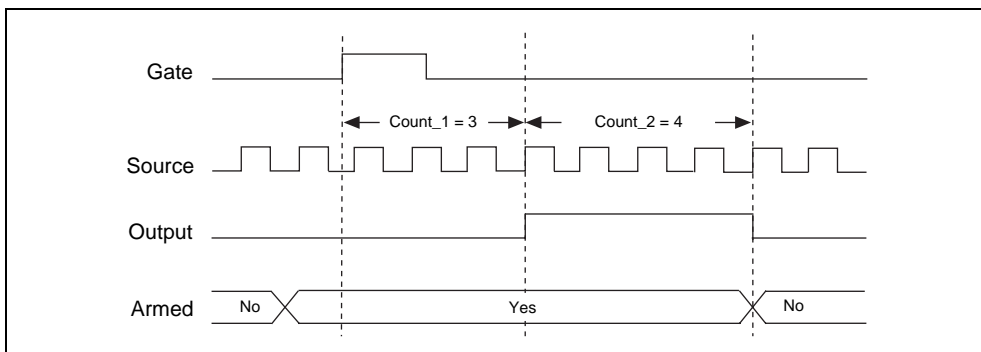 Gate
Count_1 = 3
Count_2 = 4
Source
Output
Armed
No
Yes
No